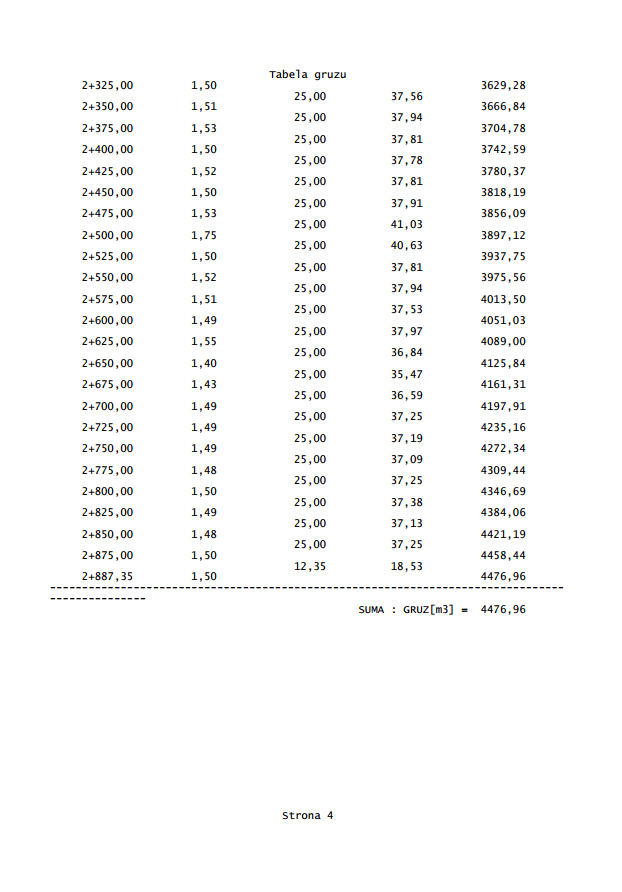 Tabela gruzu
2+325,00 1,50 3629,28
25,00 37,56
2+350,00 1,51 3666,84
25,00 37,94
2+375,00 1,53 3704,78
25,00 37,81
2+400,00 1,50 3742,59
25,00 37,78
2+425,00 1,52 3780,37
25,00 37,81
2+450,00 1,50 3818,19
25,00 37,91
2+475,00 1,53 3856,09
25,00 41,03
2+500,00 1,75 3897,12
25,00 40,63
2+525,00 1,50 3937,75
25,00 37,81
2+550,00 1,52 3975,56
25,00 37,94
2+575,00 1,51 4013,50
25,00 37,53
2+600,00 1,49 4051,03
25,00 37,97
2+625,00 1,55 4089,00
25,00 36,84
2+650,00 1,40 4125,84
25,00 35,47
2+675,00 1,43 4161,31
25,00 36,59
2+700,00 1,49 4197,91
25,00 37,25
2+725,00 1,49 4235,16
25,00 37,19
2+750,00 1,49 4272,34
25,00 37,09
2+775,00 1,48 4309,44
25,00 37,25
2+800,00 1,50 4346,69
25,00 37,38
2+825,00 1,49 4384,06
25,00 37,13
2+850,00 1,48 4421,19
25,00 37,25
2+875,00 1,50 4458,44
12,35 18,53
2+887,35 1,50 4476,96
--------------------------------------------------------------------------------
---------------
SUMA : GRUZ[m3] = 4476,96
Strona 4